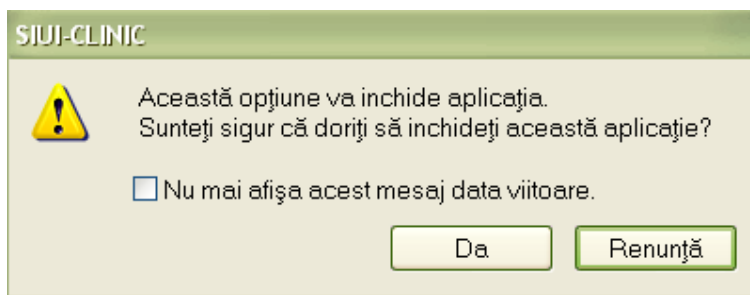 SIUI-CLINIC
Această opţiune va inchide aplicaţia.
Sunteţi sigur că doriţi să inchideţi această aplicaţie?
Nu mai afişa acest mesaj data viitoare.
Da
Renunţă